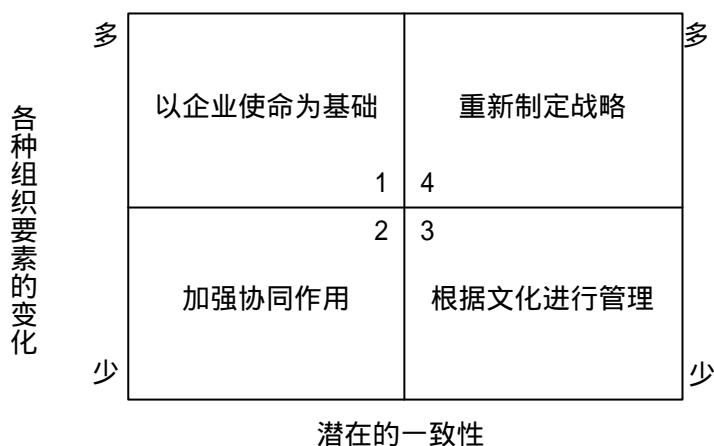 多
多
以企业使命为基础
重新制定战略
各种组织要素的变化
1
4
2
3
加强协同作用
根据文化进行管理
少
少
潜在的一致性